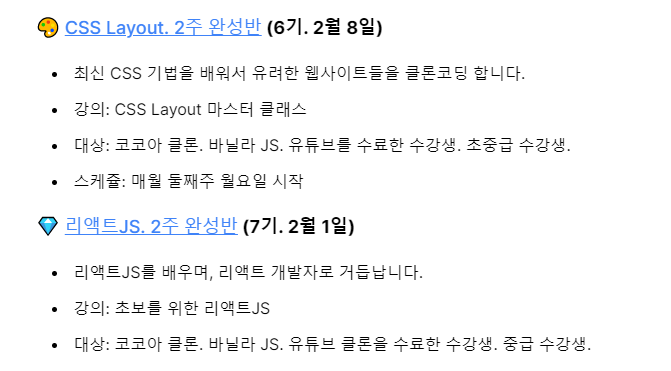 🎨 CSS Layout. 2주 완성반 (6기. 2월 8일)
• 최신 CSS 기법을 배워서 유려한 웹사이트들을 클론코딩 합니다.
• 강의: CSS Layout 마스터 클래스
• 대상: 코코아 클론. 바닐라 JS. 유튜브를 수료한 수강생. 초중급 수강생.
• 스케쥴: 매월 둘째주 월요일 시작
💎 리액트JS. 2주 완성반 (7기. 2월 1일)
• 리액트JS를 배우며, 리액트 개발자로 거듭납니다.
• 강의: 초보를 위한 리액트JS
• 대상: 코코아 클론. 바닐라 JS. 유튜브 클론을 수료한 수강생. 중급 수강생.